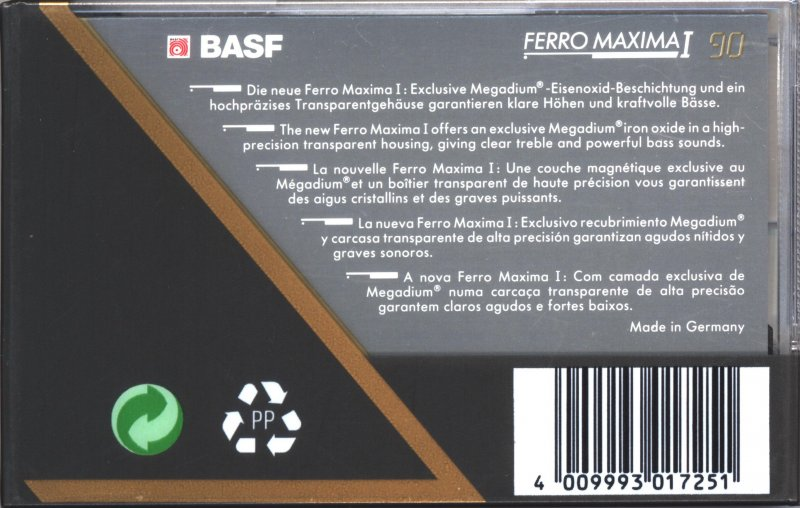 BASF
FERRO MAXIMA I 90
Die neue Ferro Maxima I: Exclusive Megadium®-Eisenoxid-Beschichtung und ein
hochpräzises Transparentgehäuse garantieren klare Höhen und kraftvolle Bässe.
The new Ferro Maxima I offers an exclusive Megadium® iron oxide in a high-
precision transparent housing, giving clear treble and powerful bass sounds.
La nouvelle Ferro Maxima I: Une couche magnétique exclusive au
Mégadium® et un boîtier transparent de haute précision vous garantissent
des aigus cristallins et des graves puissants.
La nueva Ferro Maxima I: Exclusivo recubrimiento Megadium®
y carcasa transparente de alta precisión garantizan agudos nítidos y
graves sonoros.
A nova Ferro Maxima I: Com camada exclusiva de
Megadium® numa carcaça transparente de alta precisão
garantem claros agudos e fortes baixos.
Made in Germany
PP
4 009993 017251